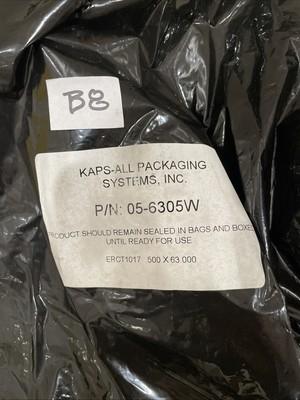 B8
KAPS-ALL PACKAGING
SYSTEMS, INC.
P/N: 05-6305W
PRODUCT SHOULD REMAIN SEALED IN BAGS AND BOXES
UNTIL READY FOR USE
ERCT1017 500 X 63.000